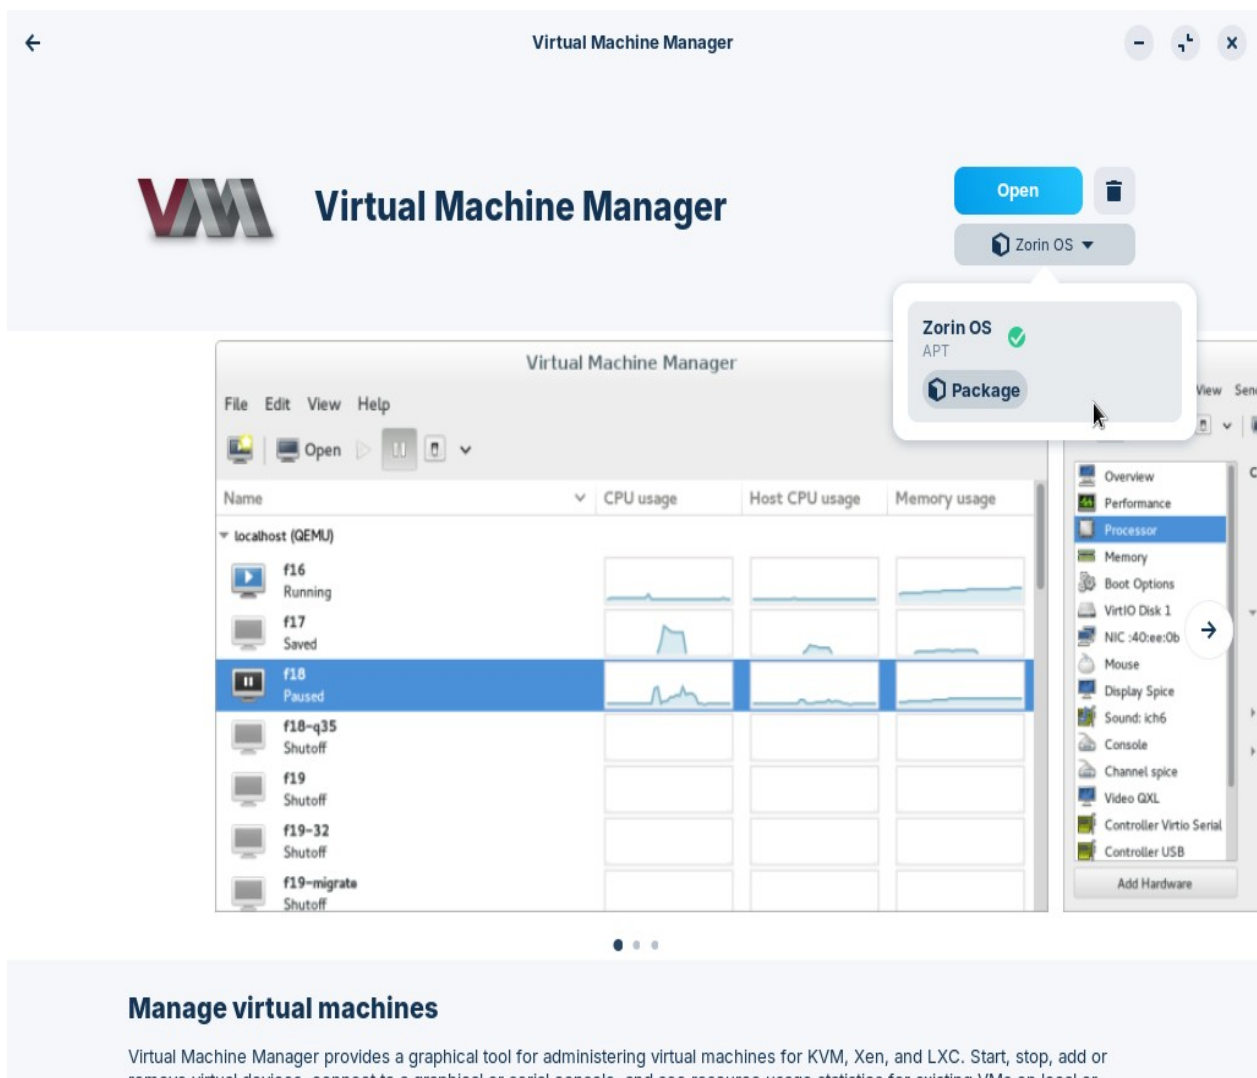 Virtual Machine Manager
VM
Virtual Machine Manager
Open
Zorin OS
Zorin OS
APT
Package
Virtual Machine Manager
File Edit View Help
Open
Name CPU usage Host CPU usage Memory usage
localhost (QEMU)
f16
Running
f17
Saved
f18
Paused
f18-q35
Shutoff
f19
Shutoff
f19-32
Shutoff
f19-migrate
Shutoff
View
Overview
Performance
Processor
Memory
Boot Options
VirtIO Disk 1
NIC :40:ee:0b
Mouse
Display Spice
Sound: ich6
Console
Channel spice
Video QXL
Controller Virtio Serial
Controller USB
Add Hardware
Manage virtual machines
Virtual Machine Manager provides a graphical tool for administering virtual machines for KVM, Xen, and LXC. Start, stop, add or